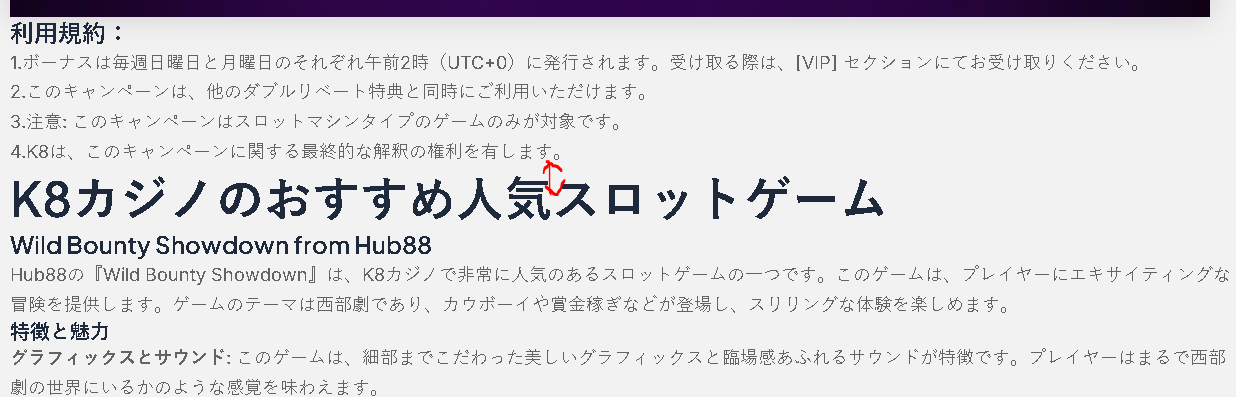 利用規約：
1.ボーナスは毎週日曜日と月曜日のそれぞれ午前2時（UTC+0）に発行されます。受け取る際は、[VIP] セクションにてお受け取りください。
2.このキャンペーンは、他のダブルリベート特典と同時にご利用いただけます。
3.注意: このキャンペーンはスロットマシンタイプのゲームのみが対象です。
4.K8は、このキャンペーンに関する最終的な解釈の権利を有します。
K8カジノのおすすめ人気スロットゲーム
Wild Bounty Showdown from Hub88
Hub88の『Wild Bounty Showdown』は、K8カジノで非常に人気のあるスロットゲームの一つです。このゲームは、プレイヤーにエキサイティングな
冒険を提供します。ゲームのテーマは西部劇であり、カウボーイや賞金稼ぎなどが登場し、スリリングな体験を楽しめます。
特徴と魅力
グラフィックスとサウンド: このゲームは、細部までこだわった美しいグラフィックスと臨場感あふれるサウンドが特徴です。プレイヤーはまるで西部
劇の世界にいるかのような感覚を味わえます。